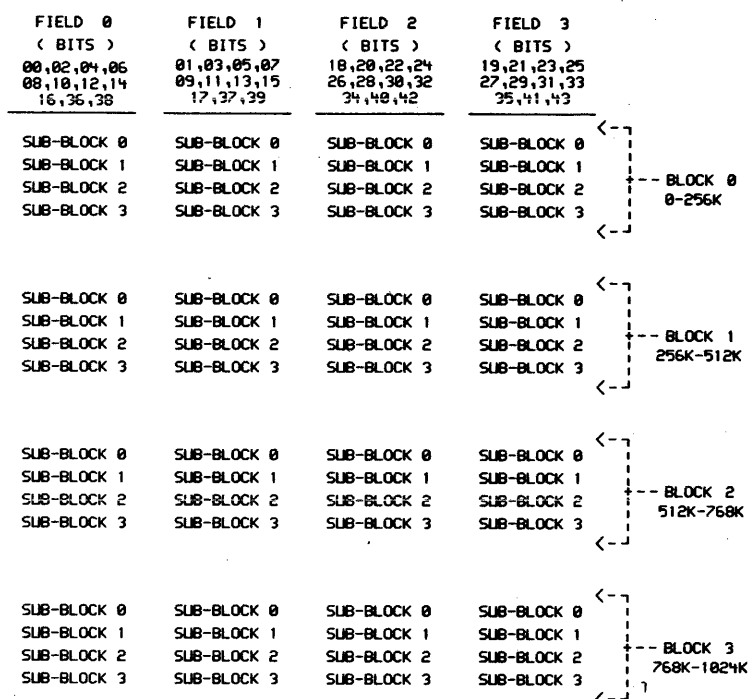 FIELD 0 FIELD 1 FIELD 2 FIELD 3
( BITS ) ( BITS ) ( BITS ) ( BITS )
00,02,04,06 01,03,05,07 18,20,22,24 19,21,23,25
08,10,12,14 09,11,13,15 26,28,30,32 27,29,31,33
16,36,38 17,37,39 34,40,42 35,41,43
SUB-BLOCK 0 SUB-BLOCK 0 SUB-BLOCK 0 SUB-BLOCK 0
SUB-BLOCK 1 SUB-BLOCK 1 SUB-BLOCK 1 SUB-BLOCK 1
SUB-BLOCK 2 SUB-BLOCK 2 SUB-BLOCK 2 SUB-BLOCK 2 BLOCK 0
SUB-BLOCK 3 SUB-BLOCK 3 SUB-BLOCK 3 SUB-BLOCK 3 0-256K
SUB-BLOCK 0 SUB-BLOCK 0 SUB-BLOCK 0 SUB-BLOCK 0
SUB-BLOCK 1 SUB-BLOCK 1 SUB-BLOCK 1 SUB-BLOCK 1
SUB-BLOCK 2 SUB-BLOCK 2 SUB-BLOCK 2 SUB-BLOCK 2 BLOCK 1
SUB-BLOCK 3 SUB-BLOCK 3 SUB-BLOCK 3 SUB-BLOCK 3 256K-512K
SUB-BLOCK 0 SUB-BLOCK 0 SUB-BLOCK 0 SUB-BLOCK 0
SUB-BLOCK 1 SUB-BLOCK 1 SUB-BLOCK 1 SUB-BLOCK 1
SUB-BLOCK 2 SUB-BLOCK 2 SUB-BLOCK 2 SUB-BLOCK 2 BLOCK 2
SUB-BLOCK 3 SUB-BLOCK 3 SUB-BLOCK 3 SUB-BLOCK 3 512K-768K
SUB-BLOCK 0 SUB-BLOCK 0 SUB-BLOCK 0 SUB-BLOCK 0
SUB-BLOCK 1 SUB-BLOCK 1 SUB-BLOCK 1 SUB-BLOCK 1
SUB-BLOCK 2 SUB-BLOCK 2 SUB-BLOCK 2 SUB-BLOCK 2 BLOCK 3
SUB-BLOCK 3 SUB-BLOCK 3 SUB-BLOCK 3 SUB-BLOCK 3 768K-1024K